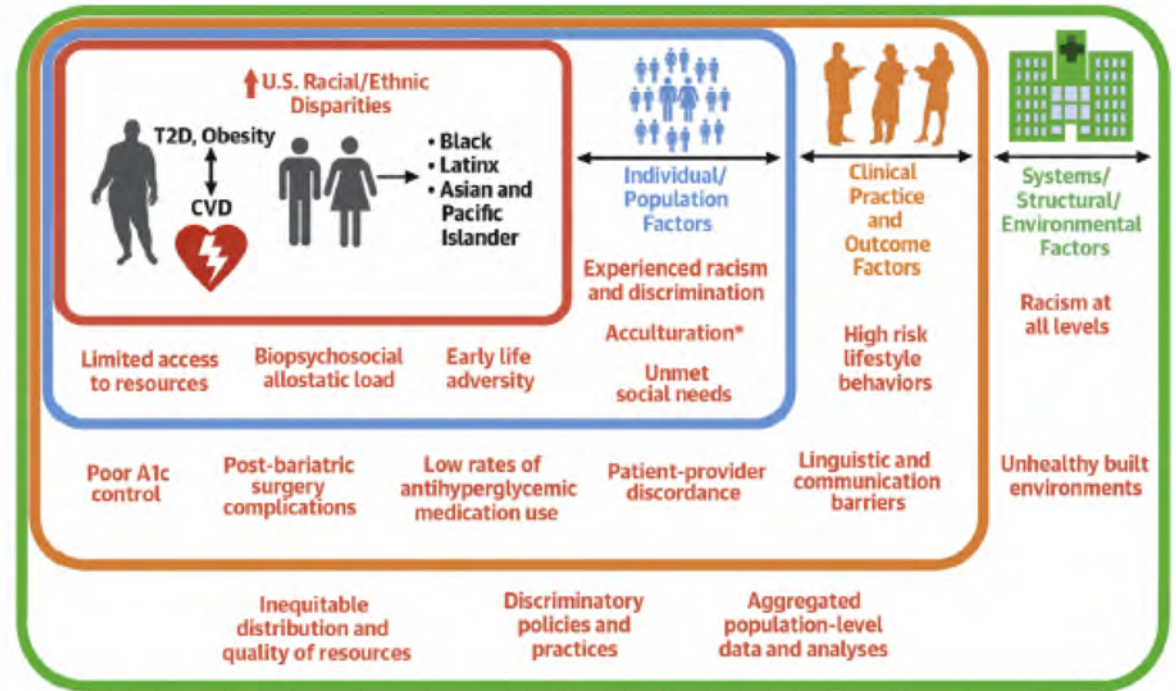 U.S. Racial/Ethnic
Disparities
T2D, Obesity
CVD
• Black
• Latinx
• Asian and
Pacific
Islander
Individual/
Population
Factors
Clinical
Practice
and
Outcome
Factors
Systems/
Structural/
Environmental
Factors
Experienced racism
and discrimination
Acculturation*
Unmet
social needs
Limited access
to resources
Biopsychosocial
allostatic load
Early life
adversity
High risk
lifestyle
behaviors
Racism at
all levels
Poor A1c
control
Post-bariatric
surgery
complications
Low rates of
antihyperglycemic
medication use
Patient-provider
discordance
Linguistic and
communication
barriers
Unhealthy built
environments
Inequitable
distribution and
quality of resources
Discriminatory
policies and
practices
Aggregated
population-level
data and analyses